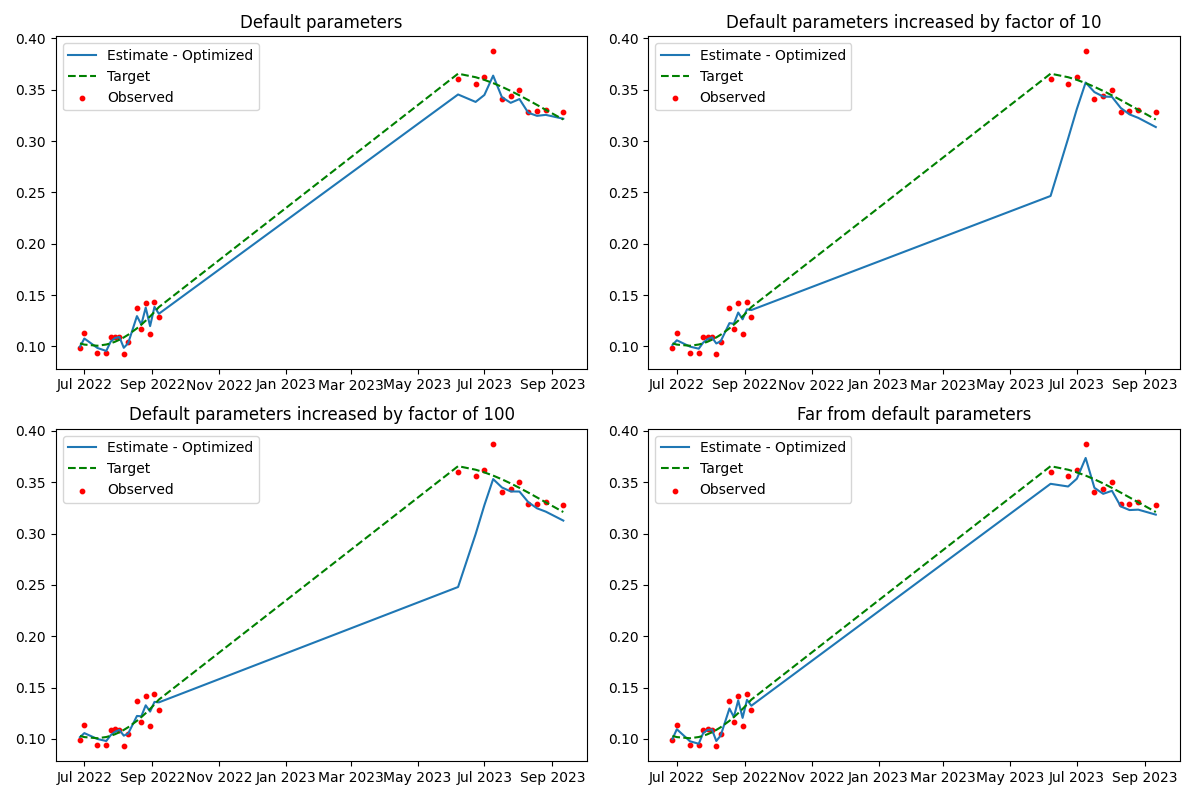 Default parameters
0.40
0.35
0.30
0.25
0.20
0.15
0.10
Estimate - Optimized
Target
Observed
Jul 2022 Sep 2022 Nov 2022 Jan 2023 Mar 2023 May 2023 Jul 2023 Sep 2023
Default parameters increased by factor of 10
0.40
0.35
0.30
0.25
0.20
0.15
0.10
Estimate - Optimized
Target
Observed
Jul 2022 Sep 2022 Nov 2022 Jan 2023 Mar 2023 May 2023 Jul 2023 Sep 2023
Default parameters increased by factor of 100
0.40
0.35
0.30
0.25
0.20
0.15
0.10
Estimate - Optimized
Target
Observed
Jul 2022 Sep 2022 Nov 2022 Jan 2023 Mar 2023 May 2023 Jul 2023 Sep 2023
Far from default parameters
0.40
0.35
0.30
0.25
0.20
0.15
0.10
Estimate - Optimized
Target
Observed
Jul 2022 Sep 2022 Nov 2022 Jan 2023 Mar 2023 May 2023 Jul 2023 Sep 2023